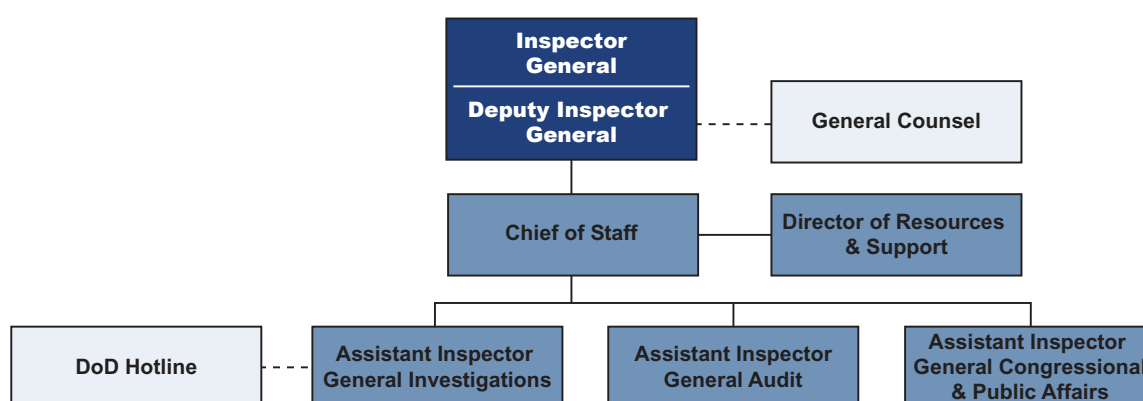 Inspector
General
Deputy Inspector
General
General Counsel
Chief of Staff
Director of Resources
& Support
DoD Hotline
Assistant Inspector
General Investigations
Assistant Inspector
General Audit
Assistant Inspector
General Congressional
& Public Affairs